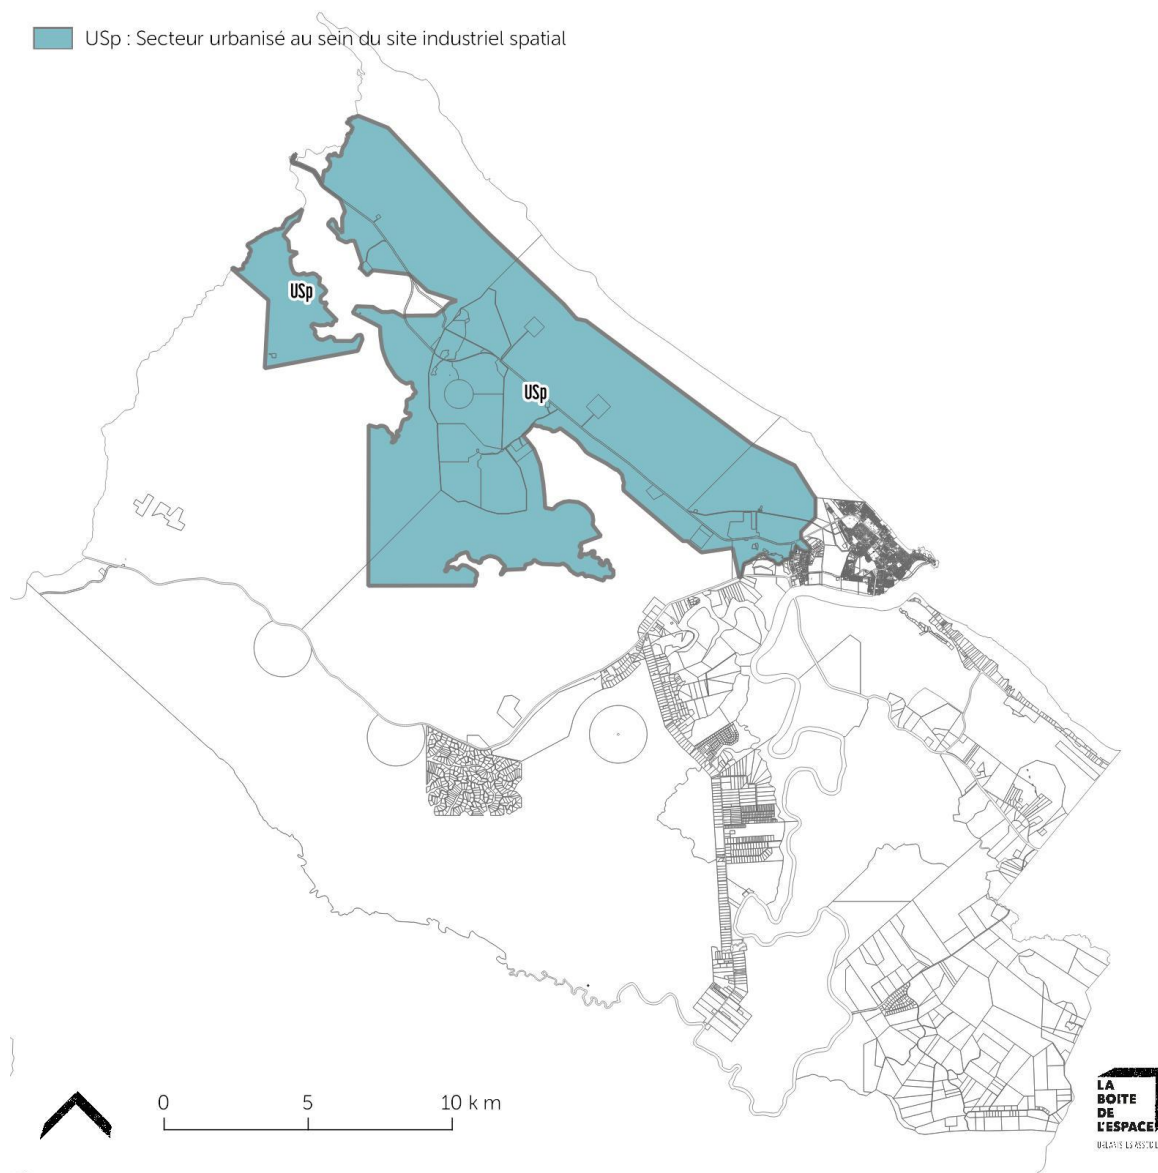 USp : Secteur urbanisé au sein du site industriel spatial
USp
USp
0 5 10 km
LA
BOITE
DE
L'ESPACE